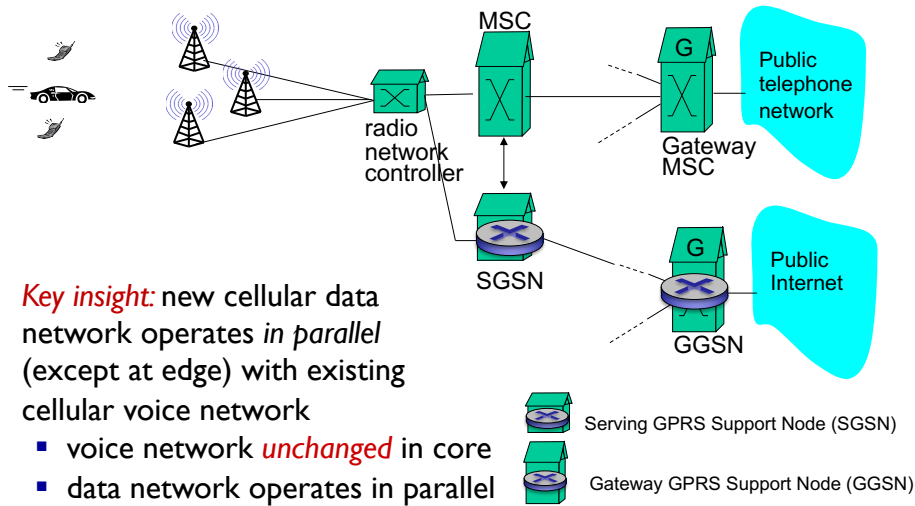 MSC
G
Public
telephone
network
radio
network
controller
Gateway
MSC
SGSN
G
Public
Internet
GGSN
Key insight: new cellular data
network operates in parallel
(except at edge) with existing
cellular voice network
▪ voice network unchanged in core
▪ data network operates in parallel
Serving GPRS Support Node (SGSN)
Gateway GPRS Support Node (GGSN)